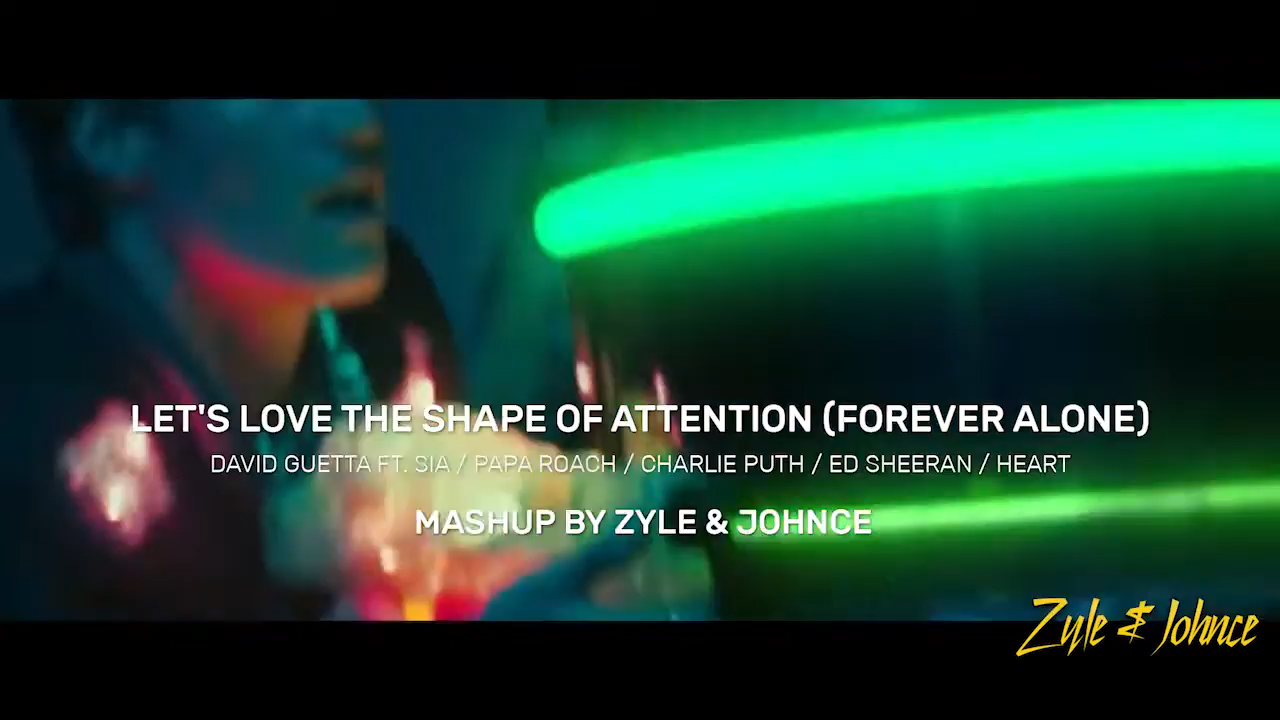 LET'S LOVE THE SHAPE OF ATTENTION (FOREVER ALONE)
DAVID GUETTA FT. SIA / PAPA ROACH / CHARLIE PUTH / ED SHEERAN / HEART
MASHUP BY ZYLE & JOHNCE
Zyle & Johnce